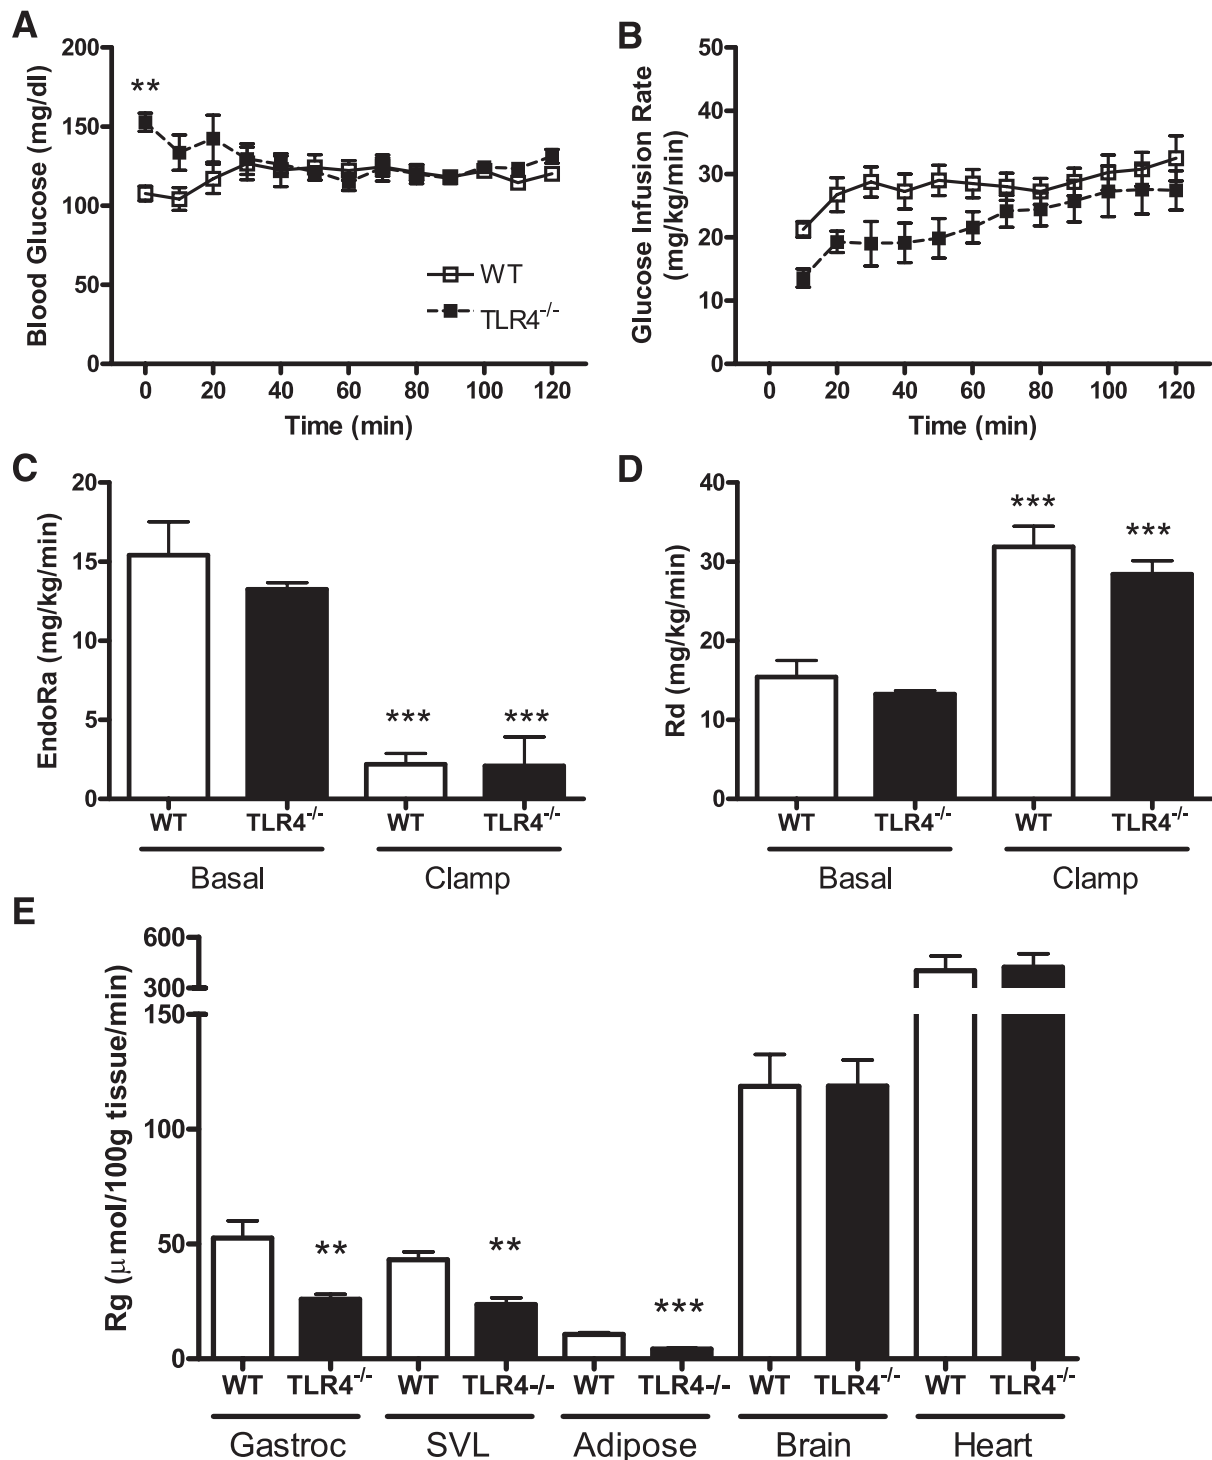 A
Blood Glucose (mg/dl)
200
150
100
50
0
**
WT
TLR4-/-
0 20 40 60 80 100 120
Time (min)
B
Glucose Infusion Rate
(mg/kg/min)
50
40
30
20
10
0
0 20 40 60 80 100 120
Time (min)
C
EndoRa (mg/kg/min)
20
15
10
5
0
*** ***
WT TLR4-/- WT TLR4-/-
Basal Clamp
D
Rd (mg/kg/min)
40
30
20
10
0
*** ***
WT TLR4-/- WT TLR4-/-
Basal Clamp
E
Rg (μmol/100g tissue/min)
600
300
150
100
50
0
** ** ***
WT TLR4-/- WT TLR4-/- WT TLR4-/- WT TLR4-/- WT TLR4-/-
Gastroc SVL Adipose Brain Heart